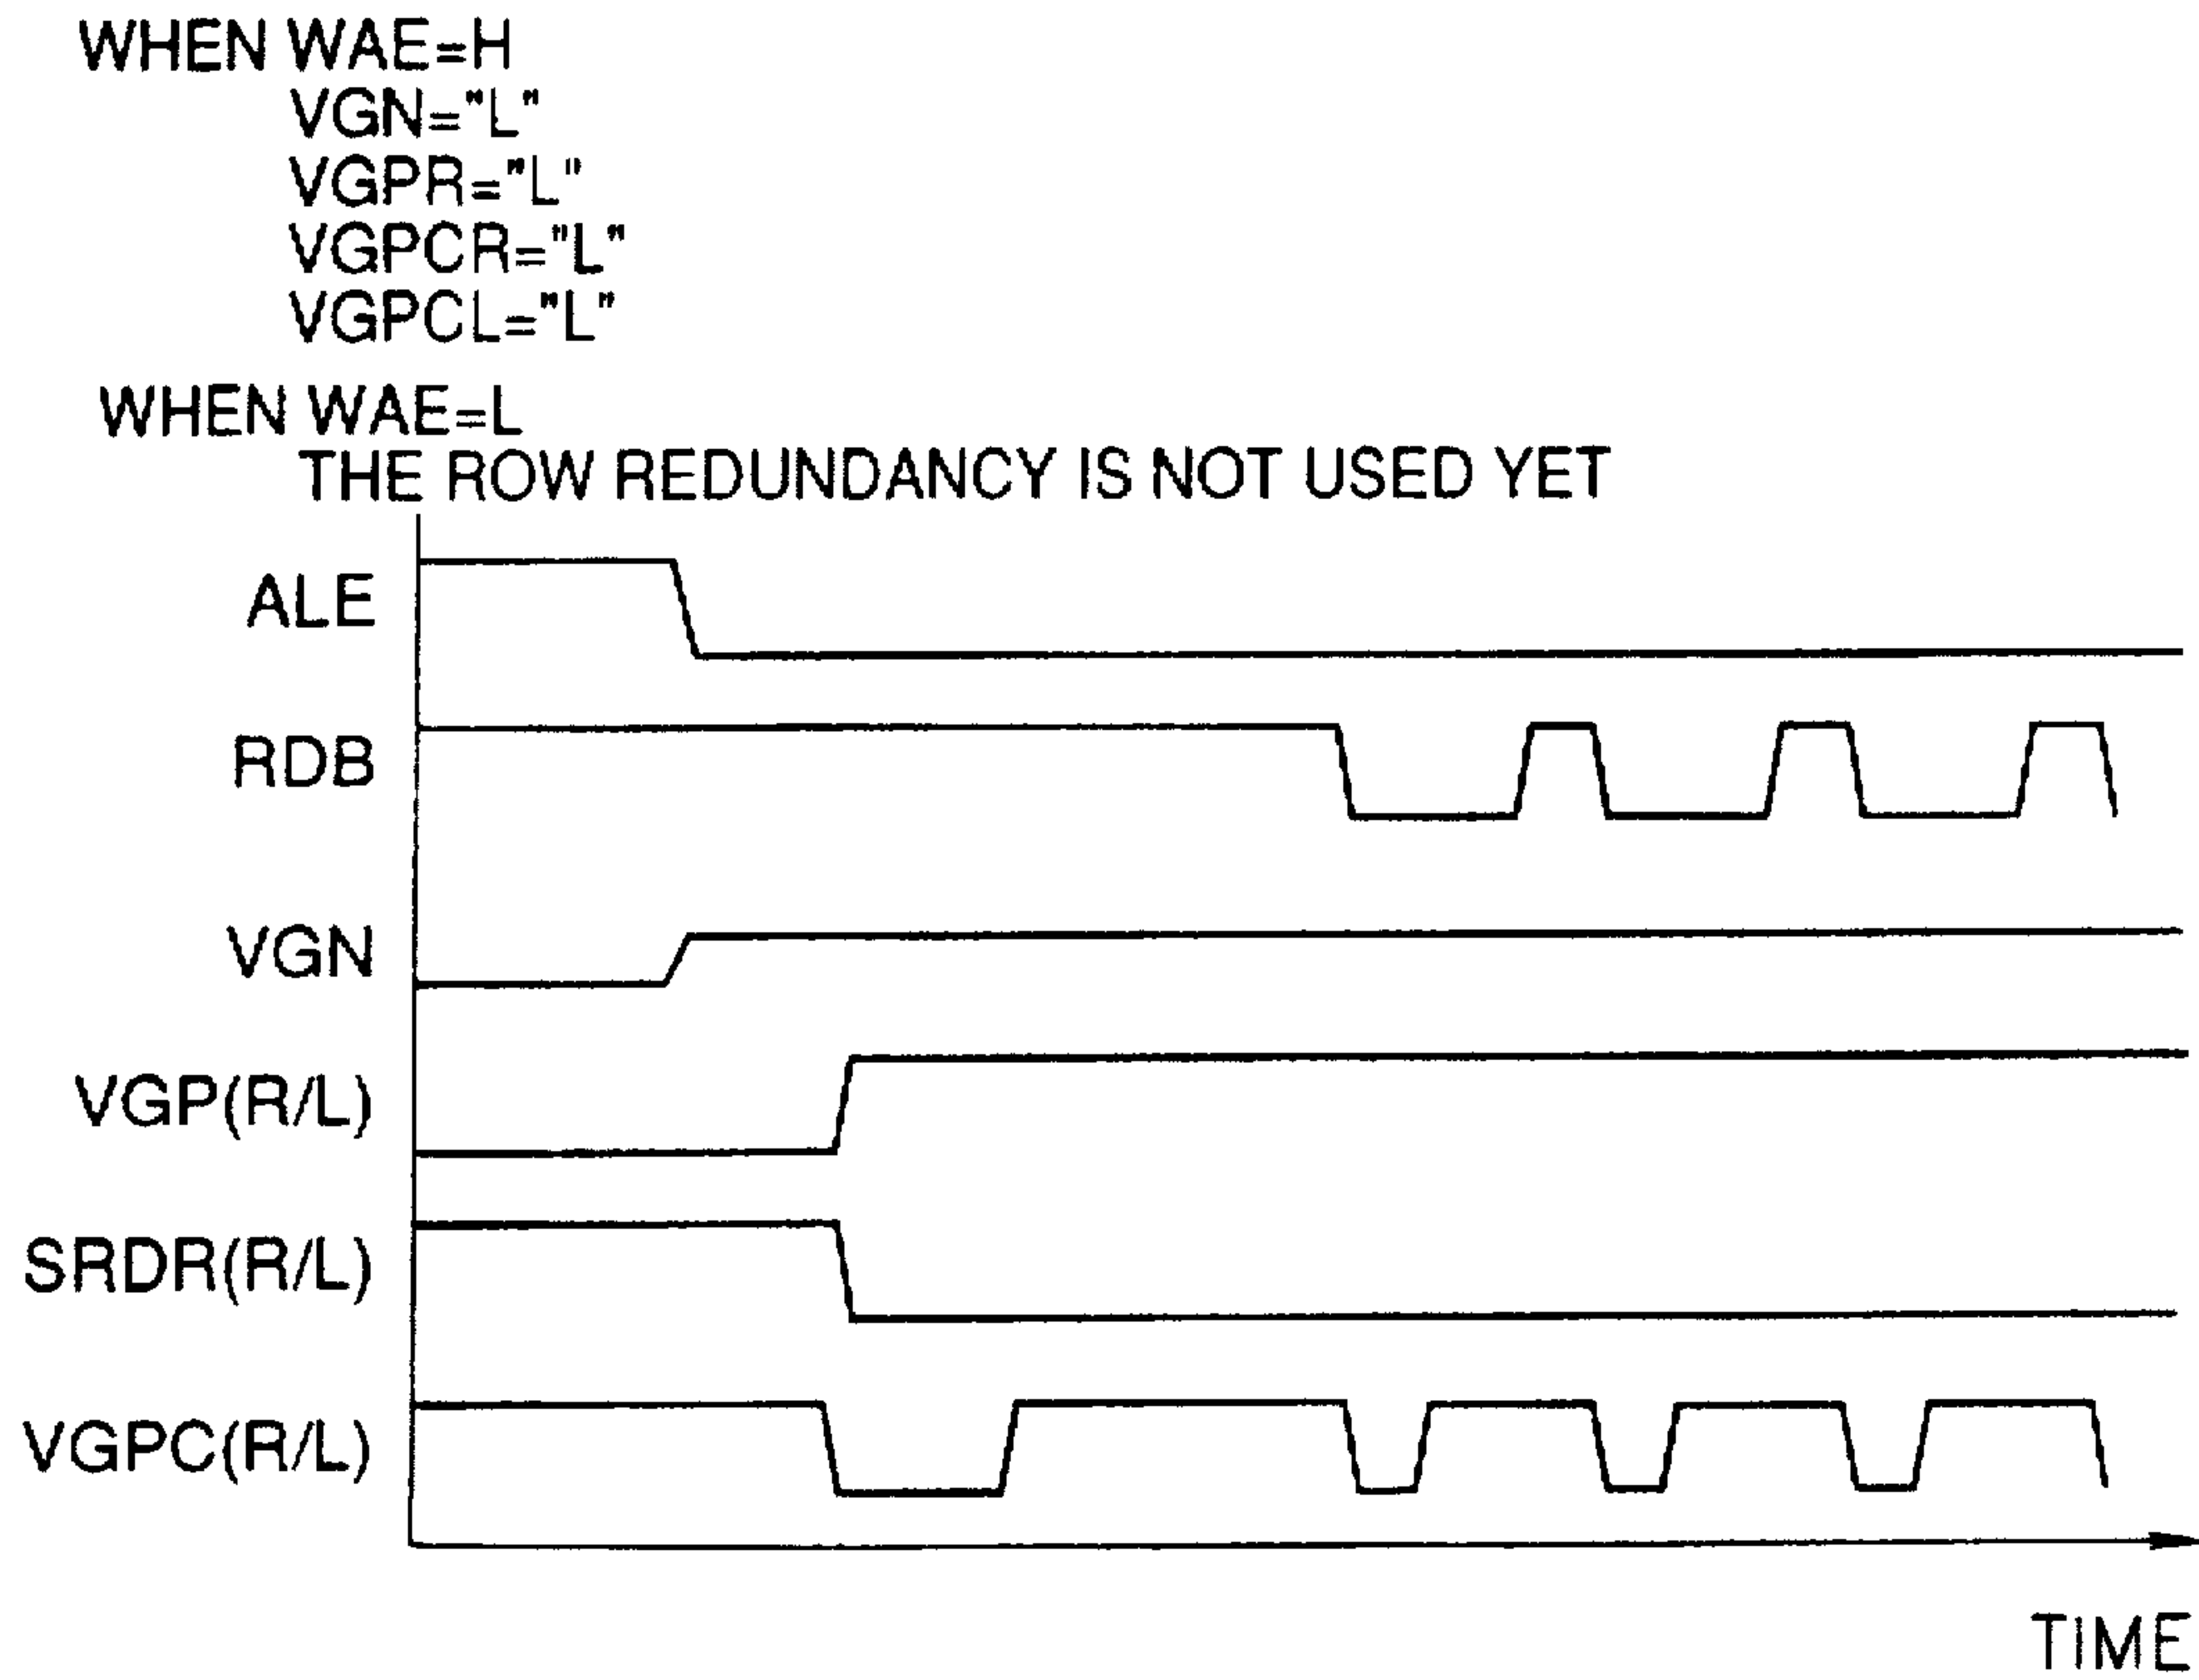 WHEN WAE=H
VGN="L"
VGPR="L"
VGPCR="L"
VGPCL="L"
WHEN WAE=L
THE ROW REDUNDANCY IS NOT USED YET
ALE
RDB
VGN
VGP(R/L)
SRDR(R/L)
VGPC(R/L)
TIME